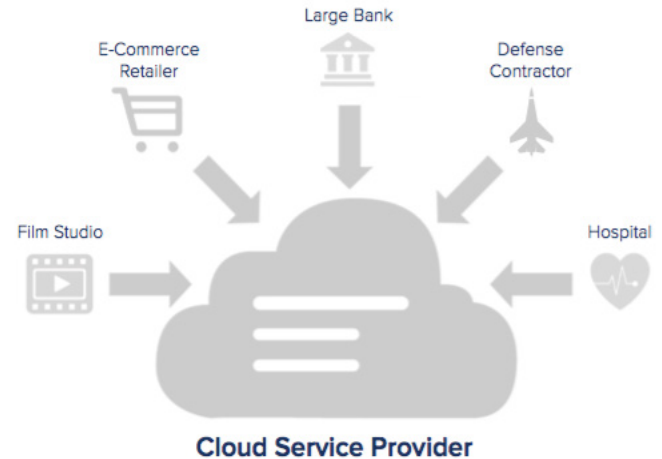 Large Bank
E-Commerce
Retailer
Defense
Contractor
Film Studio
Hospital
Cloud Service Provider